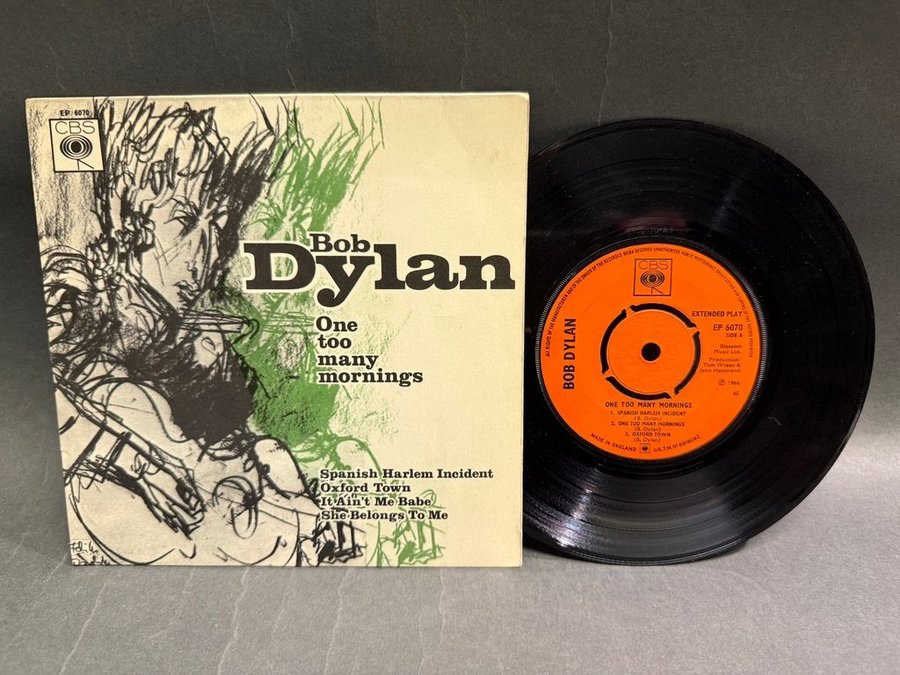 EP 6070
CBS
Bob
Dylan
One
too
many
mornings
Spanish Harlem Incident
Oxford Town
It Ain't Me Babe
She Belongs To Me
CBS
EXTENDED PLAY
EP 6070
SIDE A
BOB DYLAN
Blossom
Music Ltd.
Production:
Tom Wilson &
John Hammond
℗ 1966
45
ONE TOO MANY MORNINGS
1. SPANISH HARLEM INCIDENT
(B. Dylan)
2. ONE TOO MANY MORNINGS
(B. Dylan)
3. OXFORD TOWN
(B. Dylan)
MADE IN ENGLAND